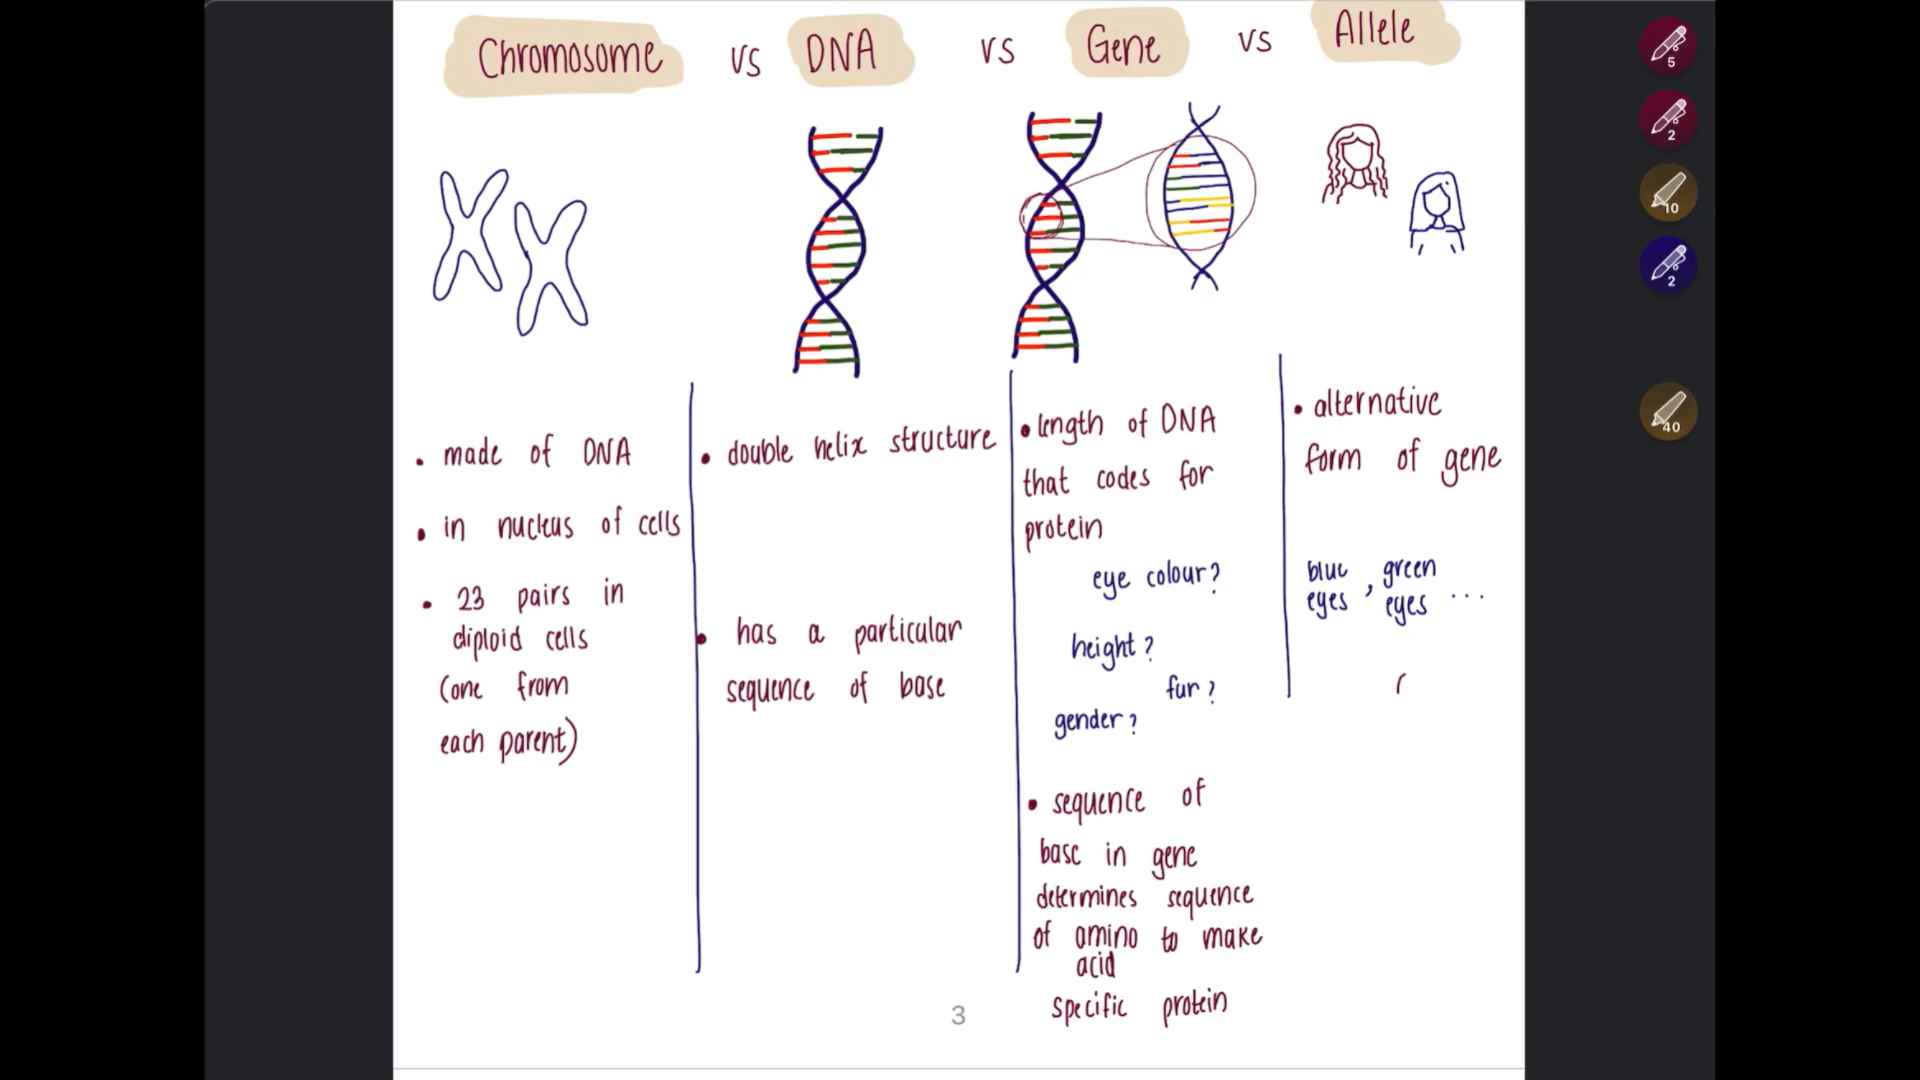 Chromosome vs DNA vs Gene vs Allele
• made of DNA
• in nucleus of cells
• 23 pairs in
diploid cells
(one from
each parent)
• double helix structure
• has a particular
sequence of base
• length of DNA
that codes for
protein
eye colour?
height?
fur?
gender?
• sequence of
base in gene
determines sequence
of amino to make
acid
specific protein
• alternative
form of gene
blue , green
eyes eyes ...
(
3
5
2
10
2
40